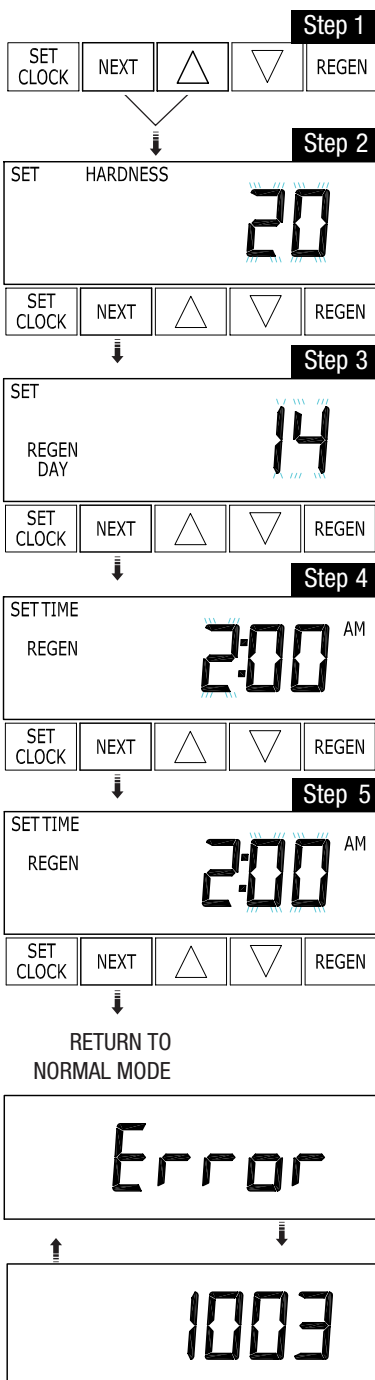 Step 1
SET CLOCK NEXT REGEN
Step 2
SET HARDNESS
20
SET CLOCK NEXT REGEN
Step 3
SET
14
REGEN
DAY
SET CLOCK NEXT REGEN
Step 4
SET TIME
REGEN 2:00 AM
SET CLOCK NEXT REGEN
Step 5
SET TIME
REGEN 2:00 AM
SET CLOCK NEXT REGEN
RETURN TO
NORMAL MODE
Error
1003